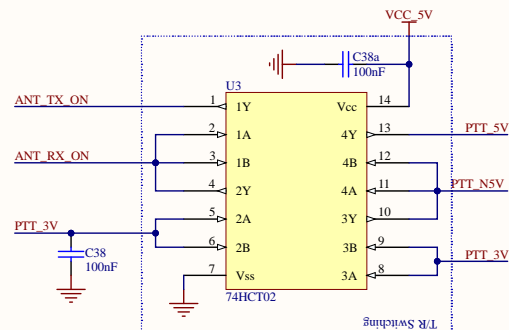 VCC_5V
C38a
100nF
U3
ANT_TX_ON
1 1Y Vcc 14
2 1A 4Y 13 PTT_5V
ANT_RX_ON
3 1B 4B 12
4 2Y 4A 11 PTT_N5V
5 2A 3Y 10
PTT_3V
6 2B 3B 9
C38
100nF
7 Vss 3A 8 PTT_3V
74HCT02
T/R Switching